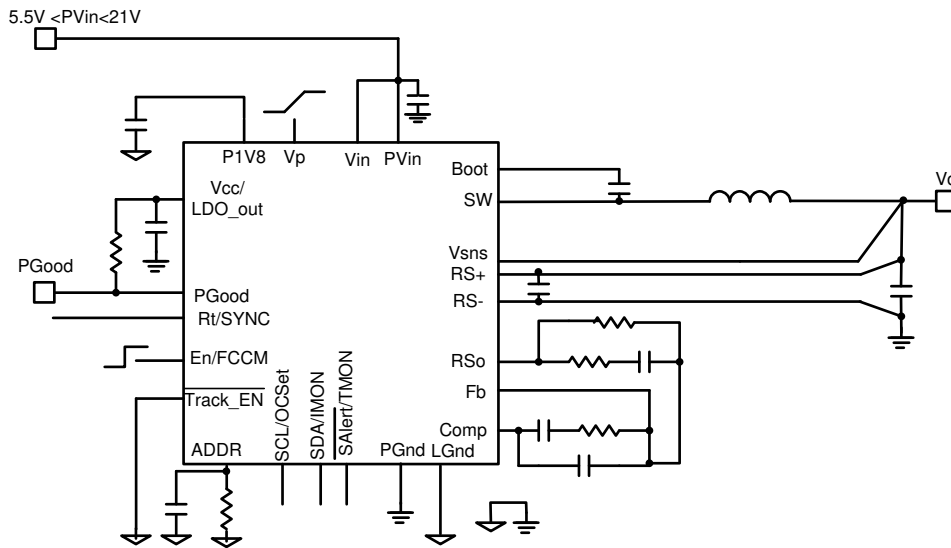 5.5V <PVin<21V
P1V8
Vp
Vin
PVin
Boot
SW
Vcc/
LDO_out
Vsns
RS+
RS-
PGood
PGood
Rt/SYNC
En/FCCM
Track_EN
ADDR
SCL/OCSet
SDA/IMON
SAlert/TMON
PGnd
LGnd
RSo
Fb
Comp